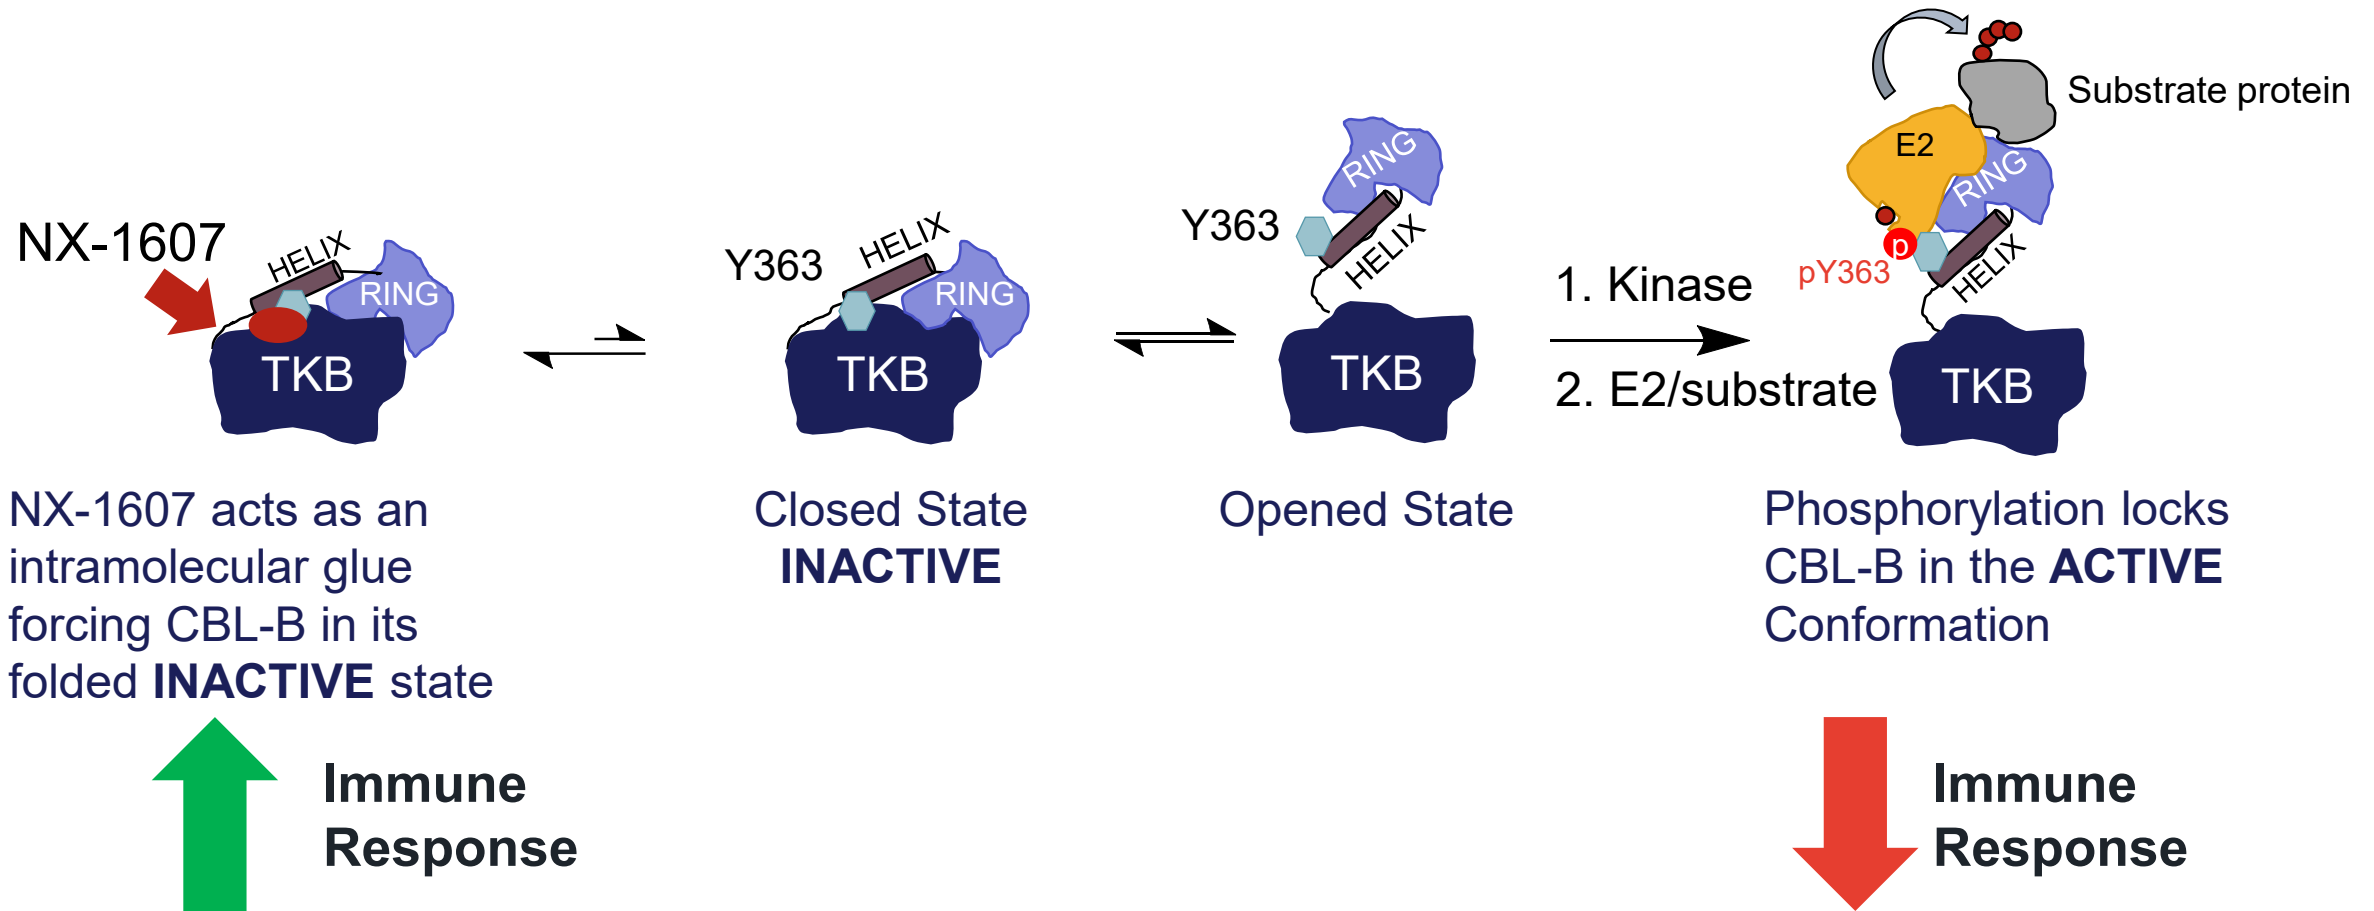 NX-1607
HELIX
RING
TKB
NX-1607 acts as an
intramolecular glue
forcing CBL-B in its
folded INACTIVE state
Immune
Response
Y363
HELIX
RING
TKB
Closed State
INACTIVE
Y363
RING
HELIX
TKB
Opened State
1. Kinase
2. E2/substrate
Substrate protein
E2
RING
p
pY363
HELIX
TKB
Phosphorylation locks
CBL-B in the ACTIVE
Conformation
Immune
Response